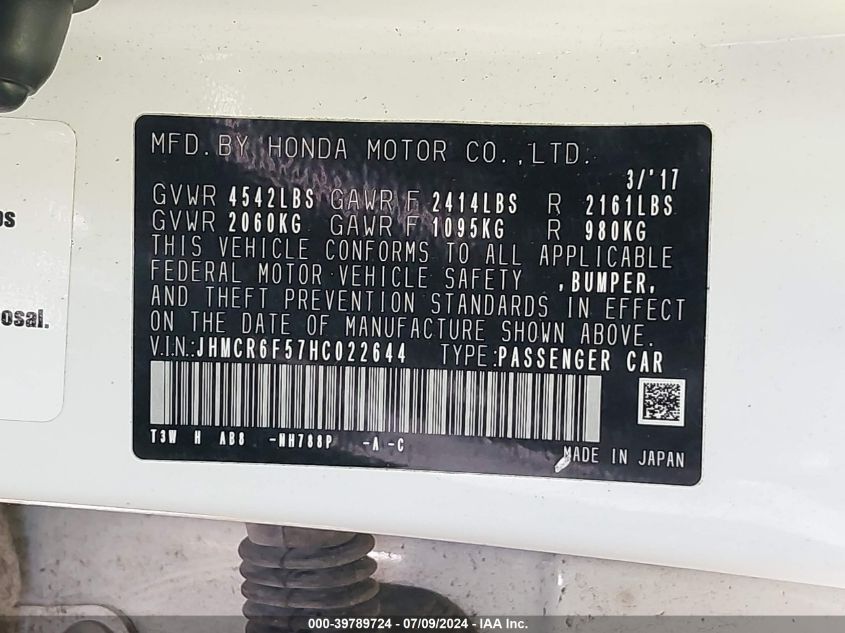 MFD. BY HONDA MOTOR CO., LTD.
3/'17
GVWR 4542LBS GAWR F 2414LBS R 2161LBS
GVWR 2060KG GAWR F 1095KG R 980KG
THIS VEHICLE CONFORMS TO ALL APPLICABLE
FEDERAL MOTOR VEHICLE SAFETY , BUMPER,
AND THEFT PREVENTION STANDARDS IN EFFECT
ON THE DATE OF MANUFACTURE SHOWN ABOVE.
V.I.N.: JHMCR6F57HC022644 TYPE: PASSENGER CAR
T3W H AB8 -NH788P -A -C
MADE IN JAPAN
osal.
000-39789724 - 07/09/2024 - IAA Inc.